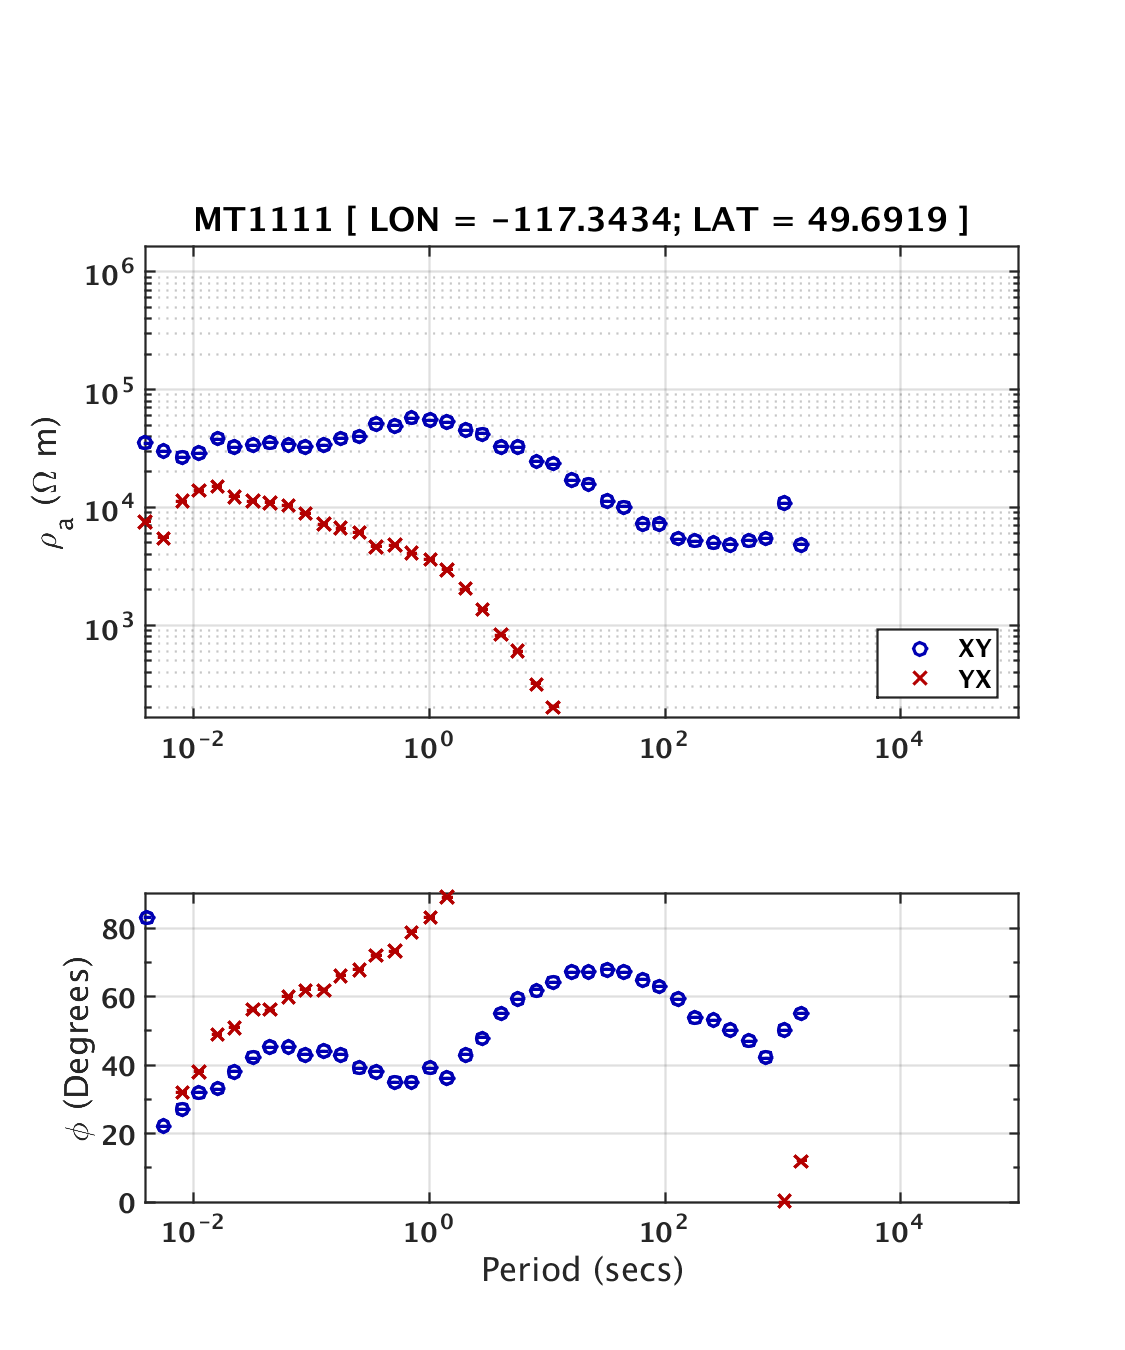 MT1111 [ LON = -117.3434; LAT = 49.6919 ]
10^6
10^5
10^4
10^3
ρ_a (Ω m)
XY
YX
10^-2 10^0 10^2 10^4
80
60
40
20
0
ϕ (Degrees)
10^-2 10^0 10^2 10^4
Period (secs)